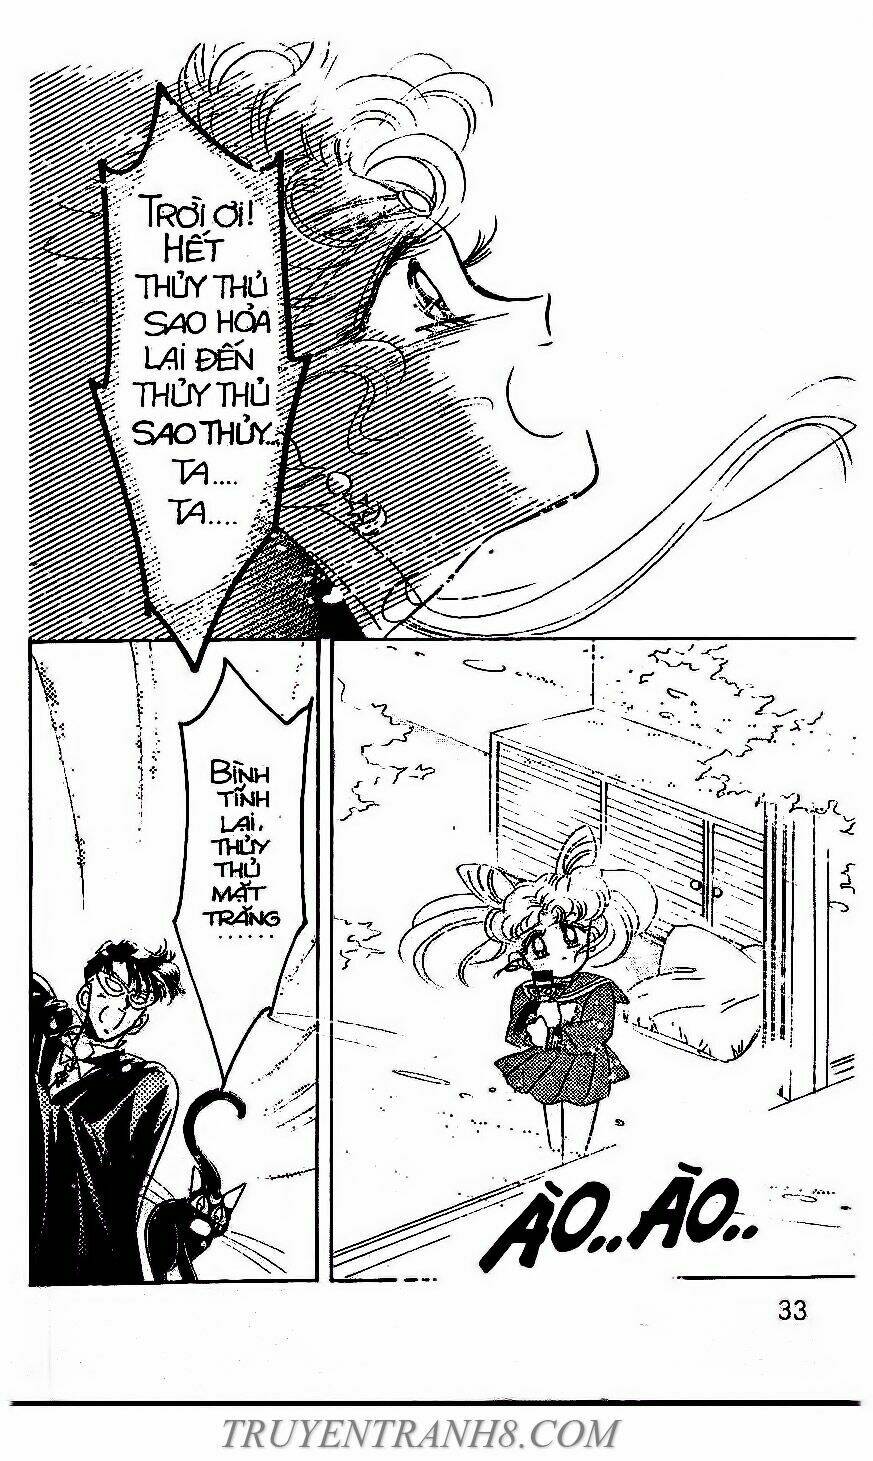 TRỜI ƠI!
HẾT
THỦY THỦ
SAO HỎA
LẠI ĐẾN
THỦY THỦ
SAO THỦY...
TA....
TA....
BÌNH
TĨNH
LẠI,
THỦY
THỦ
MẶT
TRĂNG
......
ÀO..ÀO..
33
TRUYENTRANH8.COM